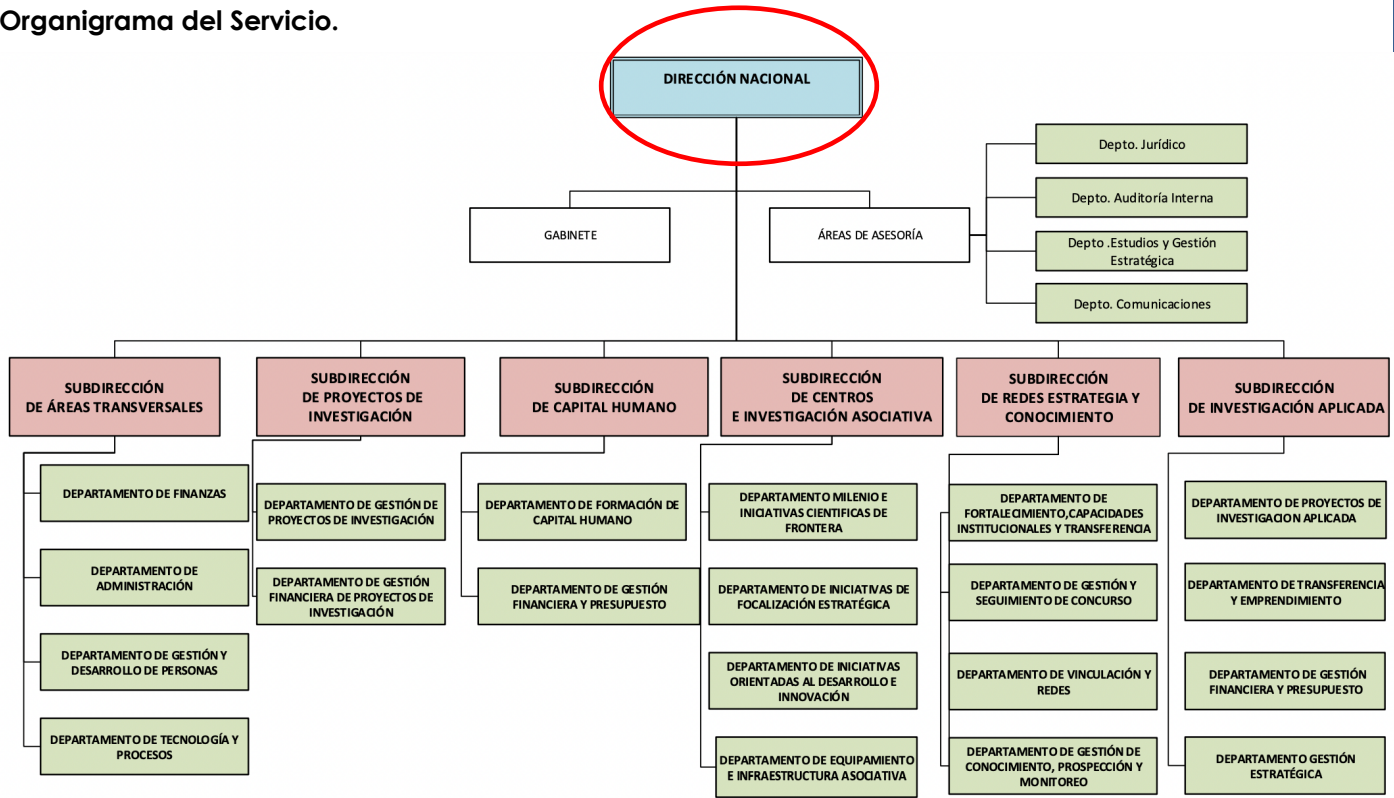 Organigrama del Servicio.
DIRECCIÓN NACIONAL
Depto. Jurídico
Depto. Auditoría Interna
GABINETE
ÁREAS DE ASESORÍA
Depto .Estudios y Gestión
Estratégica
Depto. Comunicaciones
SUBDIRECCIÓN
DE ÁREAS TRANSVERSALES
SUBDIRECCIÓN
DE PROYECTOS DE
INVESTIGACIÓN
SUBDIRECCIÓN
DE CAPITAL HUMANO
SUBDIRECCIÓN
DE CENTROS
E INVESTIGACIÓN ASOCIATIVA
SUBDIRECCIÓN
DE REDES ESTRATEGIA Y
CONOCIMIENTO
SUBDIRECCIÓN
DE INVESTIGACIÓN APLICADA
DEPARTAMENTO DE FINANZAS
DEPARTAMENTO DE
ADMINISTRACIÓN
DEPARTAMENTO DE GESTIÓN Y
DESARROLLO DE PERSONAS
DEPARTAMENTO DE TECNOLOGÍA Y
PROCESOS
DEPARTAMENTO DE GESTIÓN DE
PROYECTOS DE INVESTIGACIÓN
DEPARTAMENTO DE GESTIÓN
FINANCIERA DE PROYECTOS DE
INVESTIGACIÓN
DEPARTAMENTO DE FORMACIÓN DE
CAPITAL HUMANO
DEPARTAMENTO DE GESTIÓN
FINANCIERA Y PRESUPUESTO
DEPARTAMENTO MILENIO E
INICIATIVAS CIENTIFICAS DE
FRONTERA
DEPARTAMENTO DE INICIATIVAS DE
FOCALIZACIÓN ESTRATÉGICA
DEPARTAMENTO DE INICIATIVAS
ORIENTADAS AL DESARROLLO E
INNOVACIÓN
DEPARTAMENTO DE EQUIPAMIENTO
E INFRAESTRUCTURA ASOCIATIVA
DEPARTAMENTO DE
FORTALECIMIENTO,CAPACIDADES
INSTITUCIONALES Y TRANSFERENCIA
DEPARTAMENTO DE GESTIÓN Y
SEGUIMIENTO DE CONCURSO
DEPARTAMENTO DE VINCULACIÓN Y
REDES
DEPARTAMENTO DE GESTIÓN DE
CONOCIMIENTO, PROSPECCIÓN Y
MONITOREO
DEPARTAMENTO DE PROYECTOS DE
INVESTIGACION APLICADA
DEPARTAMENTO DE TRANSFERENCIA
Y EMPRENDIMIENTO
DEPARTAMENTO DE GESTIÓN
FINANCIERA Y PRESUPUESTO
DEPARTAMENTO GESTIÓN
ESTRATÉGICA